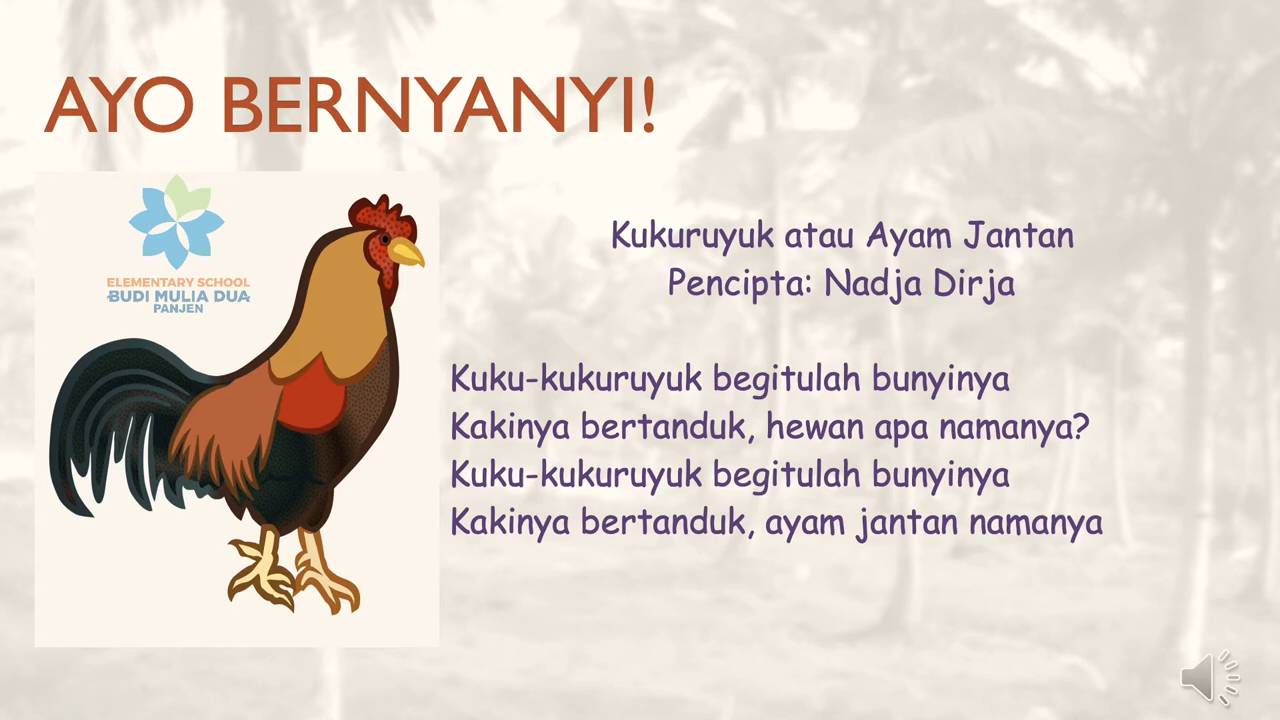 AYO BERNYANYI!
ELEMENTARY SCHOOL
BUDI MULIA DUA
PANJEN
Kukuruyuk atau Ayam Jantan
Pencipta: Nadja Dirja
Kuku-kukuruyuk begitulah bunyinya
Kakinya bertanduk, hewan apa namanya?
Kuku-kukuruyuk begitulah bunyinya
Kakinya bertanduk, ayam jantan namanya